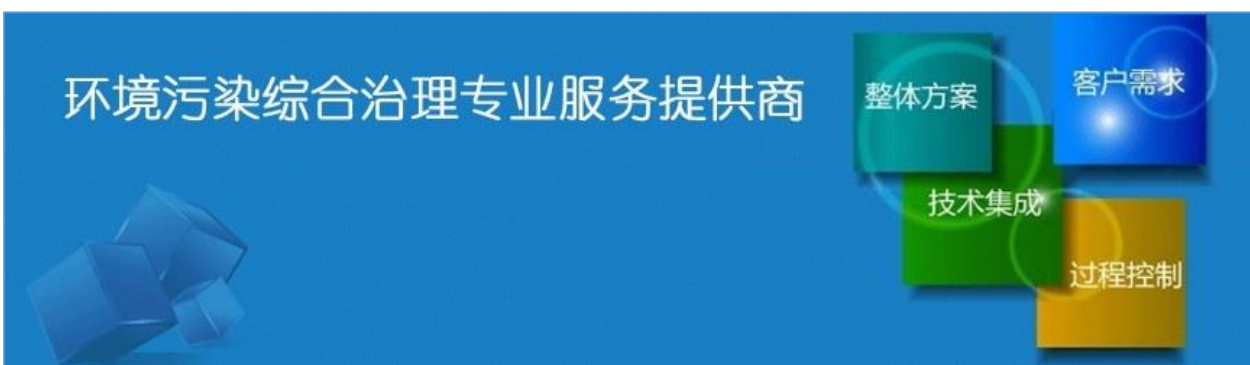 环境污染综合治理专业服务提供商
整体方案
客户需求
技术集成
过程控制